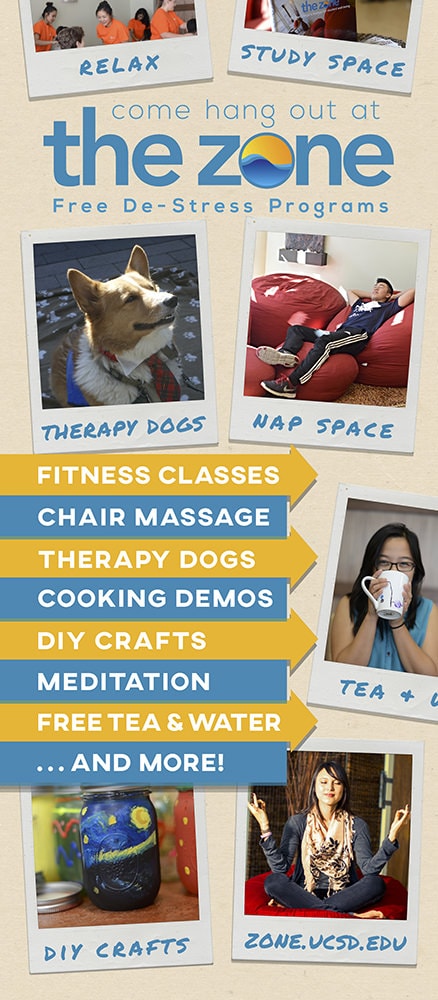 RELAX
STUDY SPACE
come hang out at
the zone
Free De-Stress Programs
THERAPY DOGS
NAP SPACE
FITNESS CLASSES
CHAIR MASSAGE
THERAPY DOGS
COOKING DEMOS
DIY CRAFTS
MEDITATION
FREE TEA & WATER
... AND MORE!
TEA &
DIY CRAFTS
ZONE.UCSD.EDU